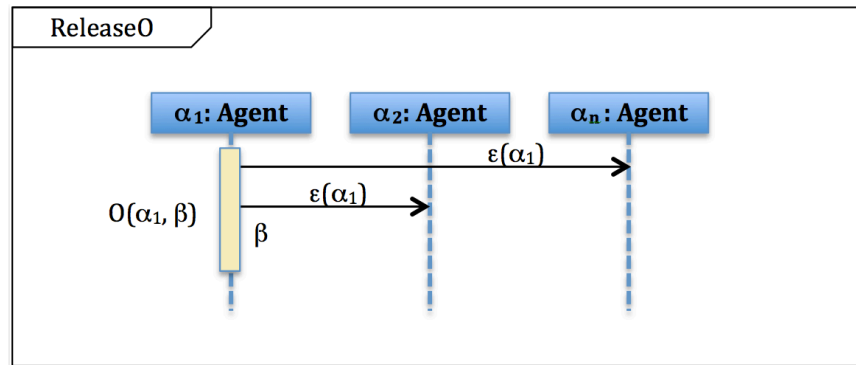 ReleaseO
α₁: Agent α₂: Agent αₙ : Agent
ε(α₁)
ε(α₁)
O(α₁, β)
β